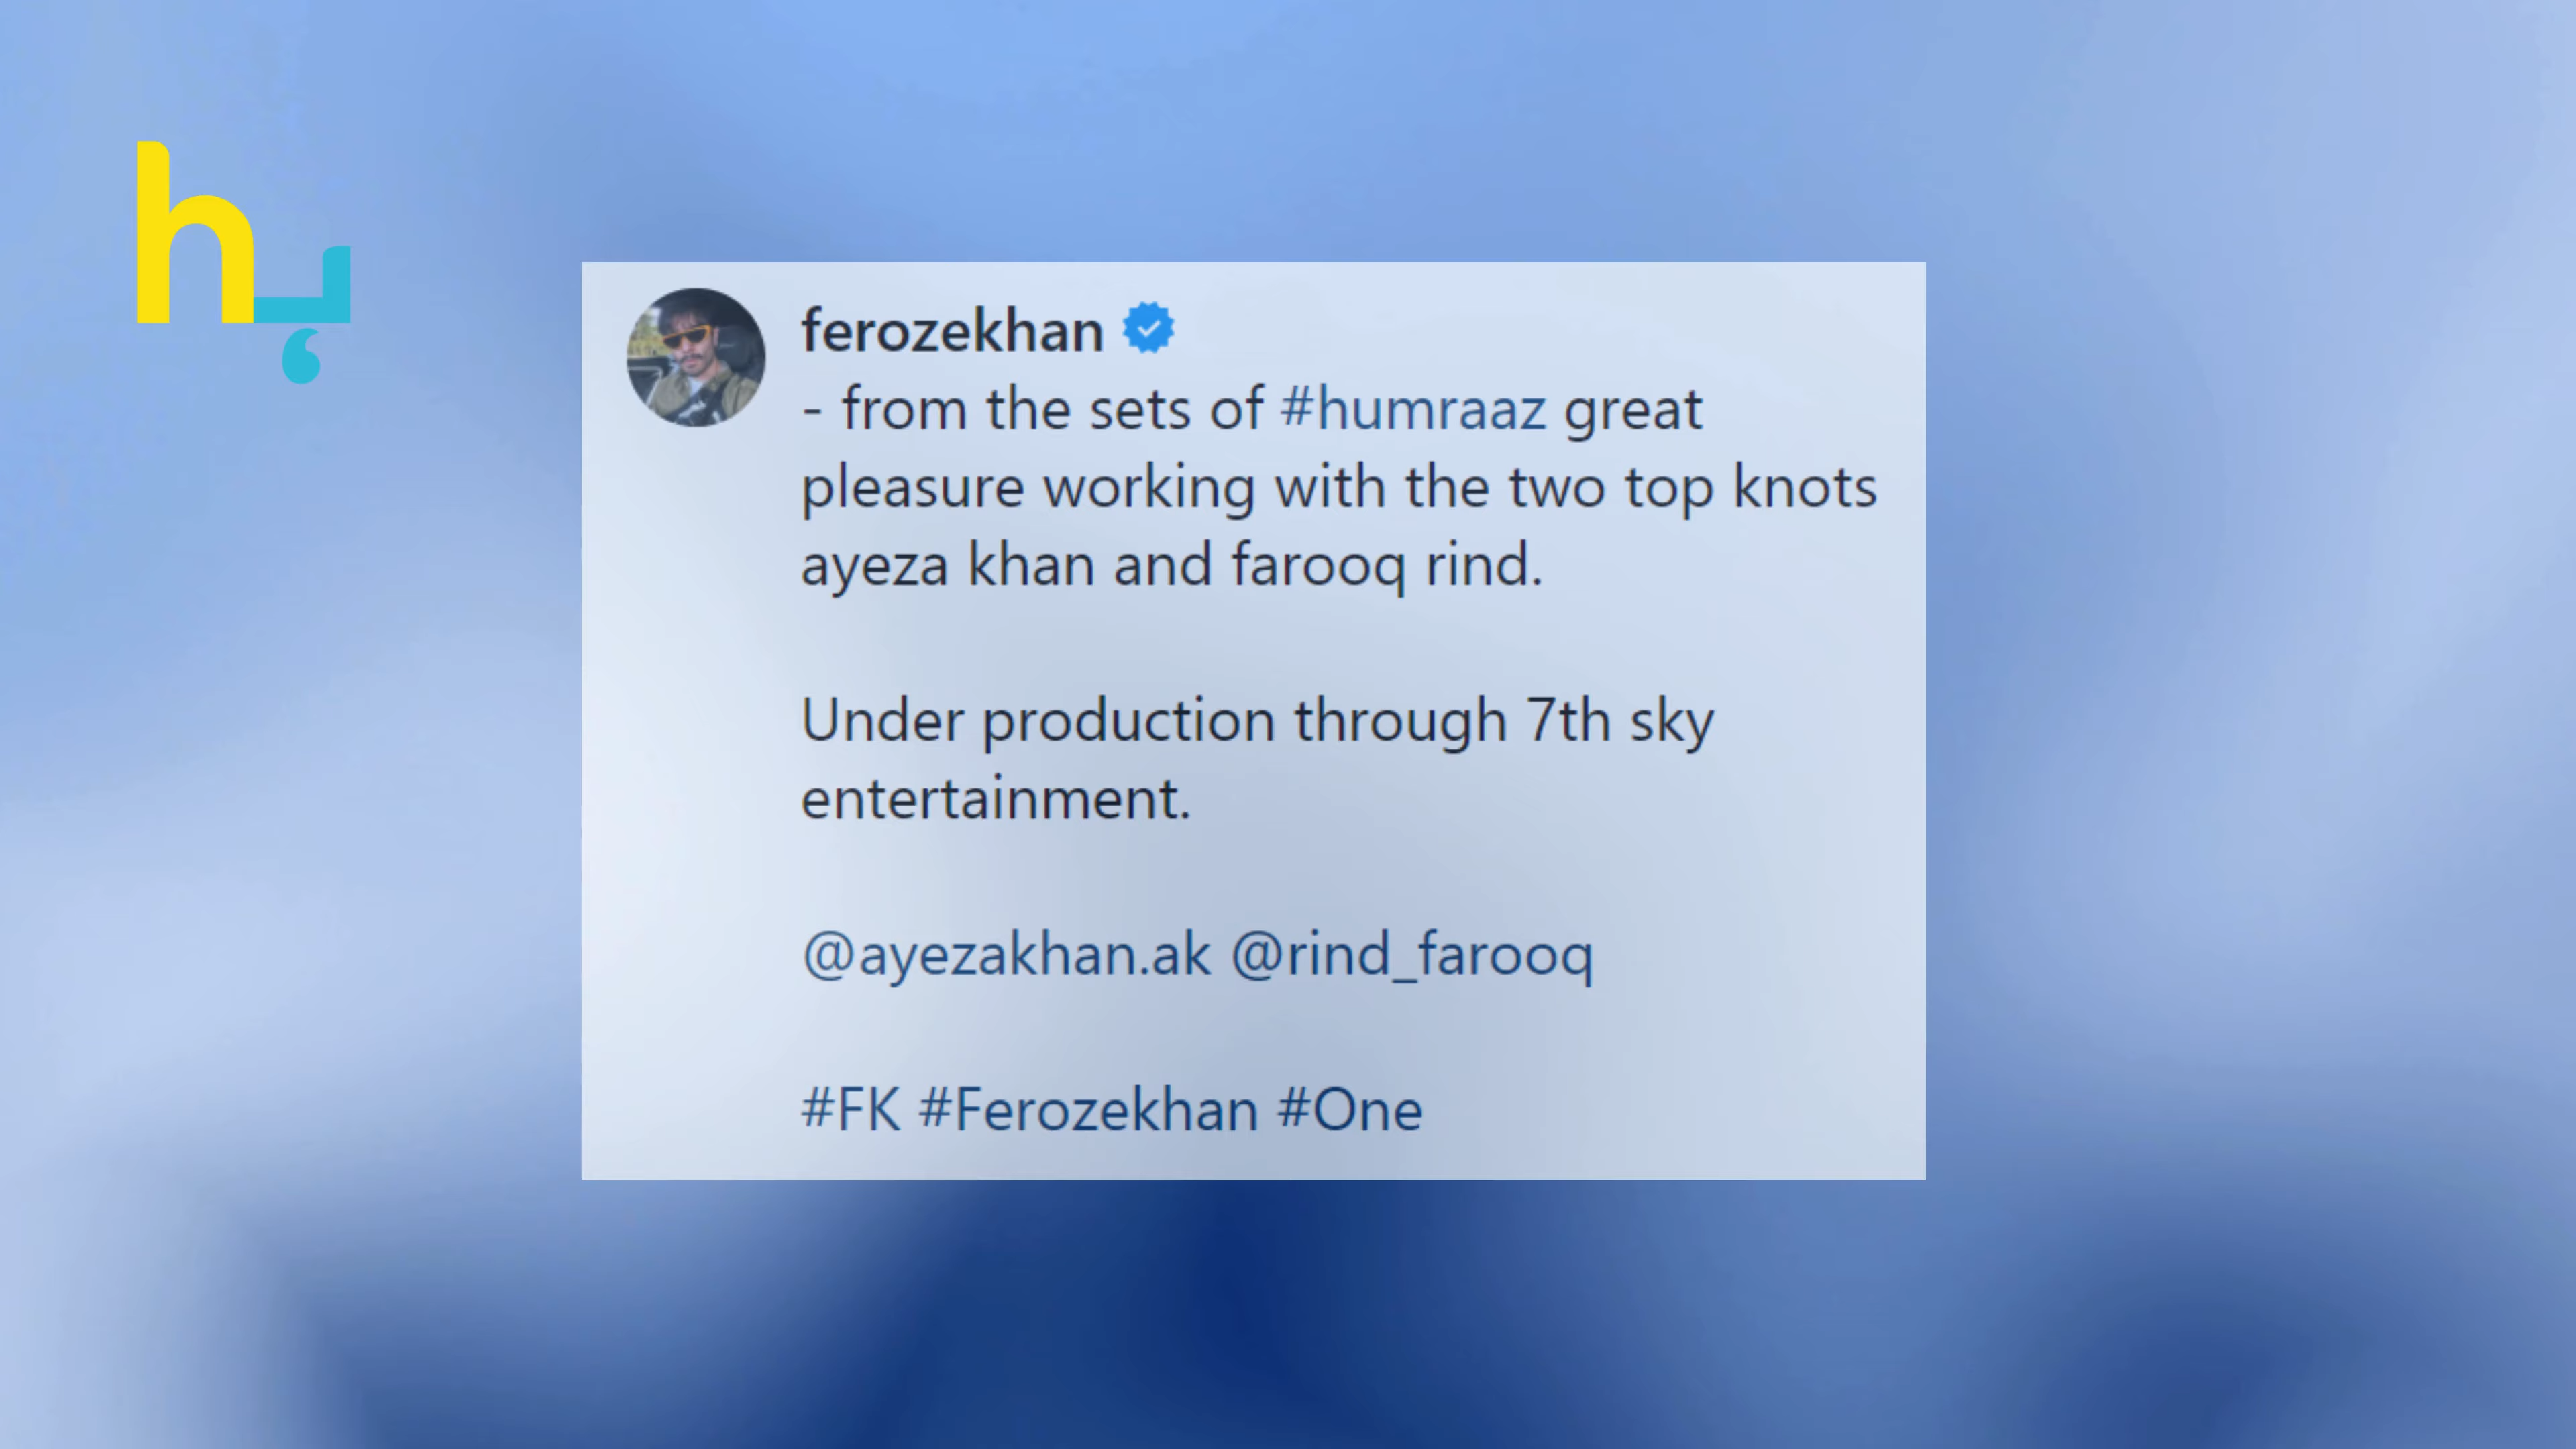 ferozekhan
- from the sets of #humraaz great
pleasure working with the two top knots
ayeza khan and farooq rind.
Under production through 7th sky
entertainment.
@ayezakhan.ak @rind_farooq
#FK #Ferozekhan #One